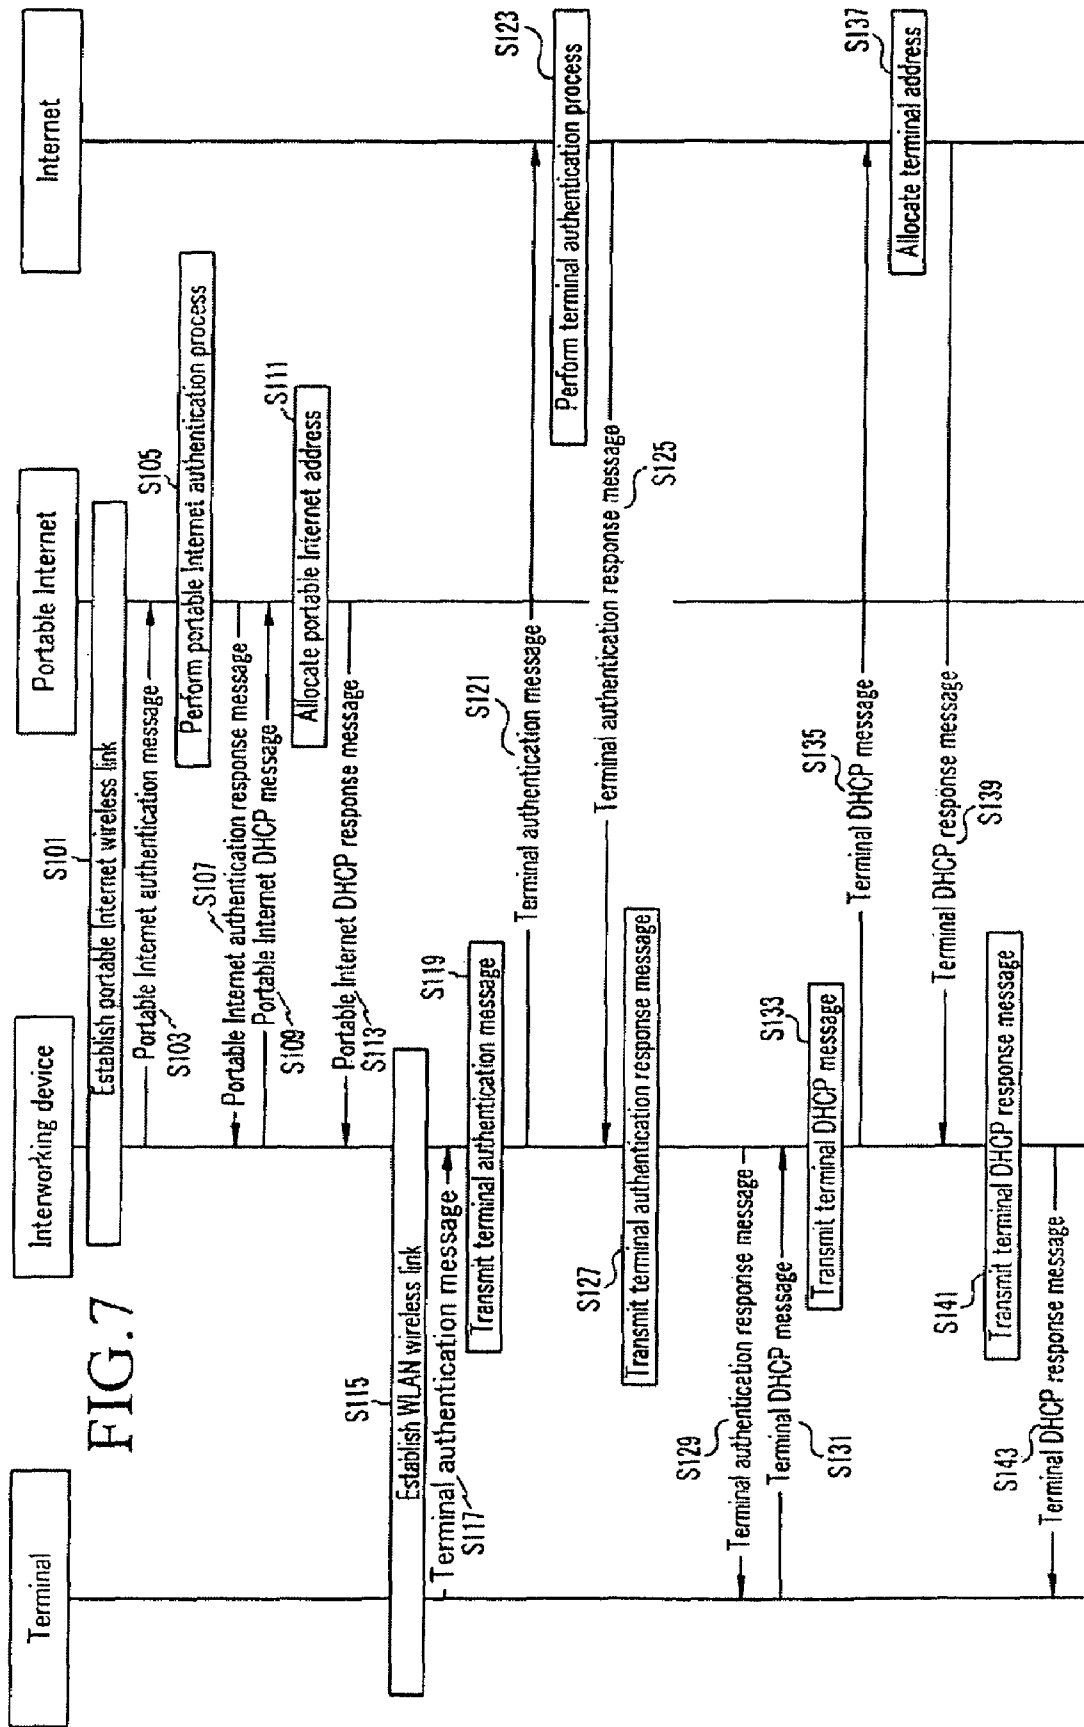 FIG.7
Terminal
Interworking device
Portable Internet
Internet
S101
Establish portable Internet wireless link
Portable Internet authentication message
S103
S105
Perform portable Internet authentication process
S107
Portable Internet authentication response message
Portable Internet DHCP message
S109
S111
Allocate portable Internet address
Portable Internet DHCP response message
S113
S115
Establish WLAN wireless link
Terminal authentication message
S117
S119
Transmit terminal authentication message
S121
Terminal authentication message
S123
Perform terminal authentication process
Terminal authentication response message
S125
S127
Transmit terminal authentication response message
S129
Terminal authentication response message
Terminal DHCP message
S131
S133
Transmit terminal DHCP message
S135
Terminal DHCP message
S137
Allocate terminal address
Terminal DHCP response message
S139
S141
Transmit terminal DHCP response message
S143
Terminal DHCP response message